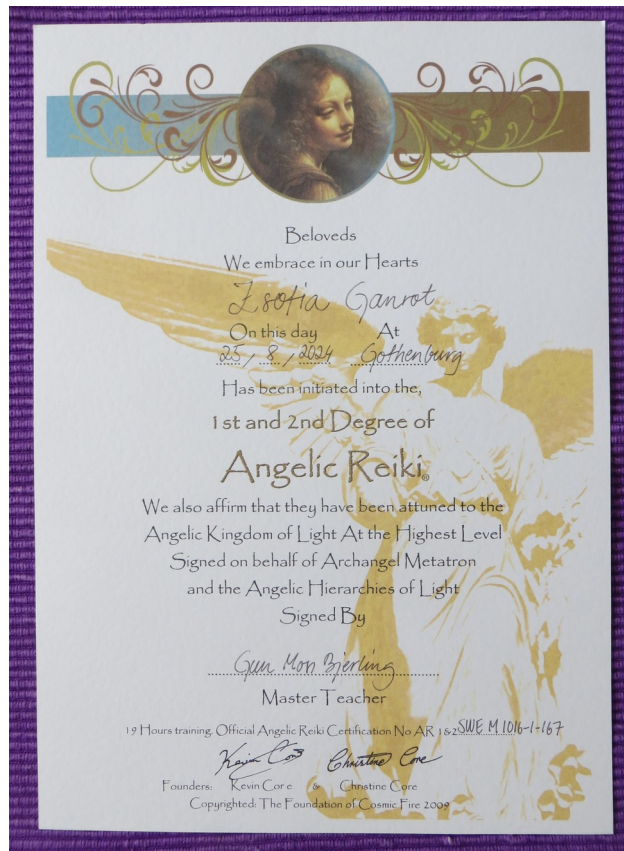 Beloveds
We embrace in our Hearts
Zsofia Ganrot
On this day At
25 / 8 / 2024 Gothenburg
Has been initiated into the,
1st and 2nd Degree of
Angelic Reiki®
We also affirm that they have been attuned to the
Angelic Kingdom of Light At the Highest Level
Signed on behalf of Archangel Metatron
and the Angelic Hierarchies of Light
Signed By
Gun Mon Bjerling
Master Teacher
19 Hours training. Official Angelic Reiki Certification No AR 1&2 SWE M 1016-1-167
Kevin Core Christine Core
Founders: Kevin Cor e & Christine Core
Copyrighted: The Foundation of Cosmic Fire 2009